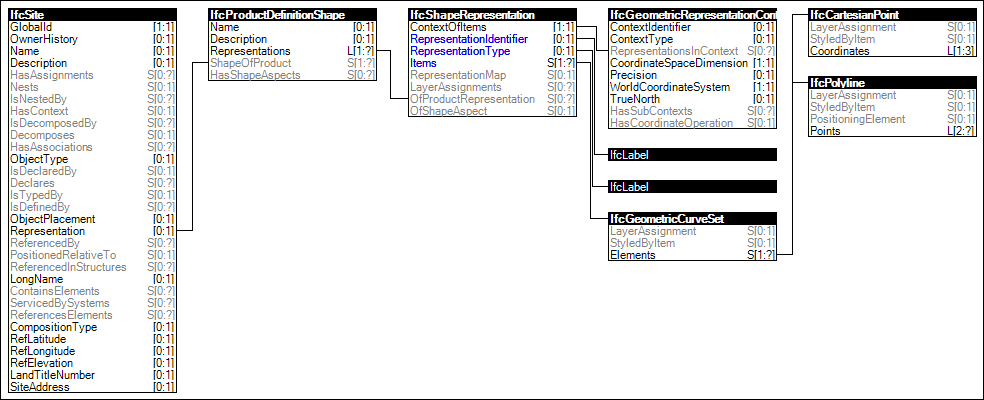 IfcSite
GlobalId [1:1]
OwnerHistory [0:1]
Name [0:1]
Description [0:1]
HasAssignments S[0:?]
Nests S[0:1]
IsNestedBy S[0:?]
HasContext S[0:1]
IsDecomposedBy S[0:?]
Decomposes S[0:1]
HasAssociations S[0:?]
ObjectType [0:1]
IsDeclaredBy S[0:1]
Declares S[0:?]
IsTypedBy S[0:1]
IsDefinedBy S[0:?]
ObjectPlacement [0:1]
Representation [0:1]
ReferencedBy S[0:?]
PositionedRelativeTo S[0:1]
ReferencedInStructures S[0:?]
LongName [0:1]
ContainsElements S[0:?]
ServicedBySystems S[0:?]
ReferencesElements S[0:?]
CompositionType [0:1]
RefLatitude [0:1]
RefLongitude [0:1]
RefElevation [0:1]
LandTitleNumber [0:1]
SiteAddress [0:1]
IfcProductDefinitionShape
Name [0:1]
Description [0:1]
Representations L[1:?]
ShapeOfProduct S[1:?]
HasShapeAspects S[0:?]
IfcShapeRepresentation
ContextOfItems [1:1]
RepresentationIdentifier [0:1]
RepresentationType [0:1]
Items S[1:?]
RepresentationMap S[0:1]
LayerAssignments S[0:?]
OfProductRepresentation S[0:1]
OfShapeAspect S[0:1]
IfcGeometricRepresentationCont
ContextIdentifier [0:1]
ContextType [0:1]
RepresentationsInContext S[0:?]
CoordinateSpaceDimension [1:1]
Precision [0:1]
WorldCoordinateSystem [1:1]
TrueNorth [0:1]
HasSubContexts S[0:?]
HasCoordinateOperation S[0:1]
IfcLabel
IfcLabel
IfcGeometricCurveSet
LayerAssignment S[0:1]
StyledByItem S[0:1]
Elements S[1:?]
IfcCartesianPoint
LayerAssignment S[0:1]
StyledByItem S[0:1]
Coordinates L[1:3]
IfcPolyline
LayerAssignment S[0:1]
StyledByItem S[0:1]
PositioningElement S[0:1]
Points L[2:?]